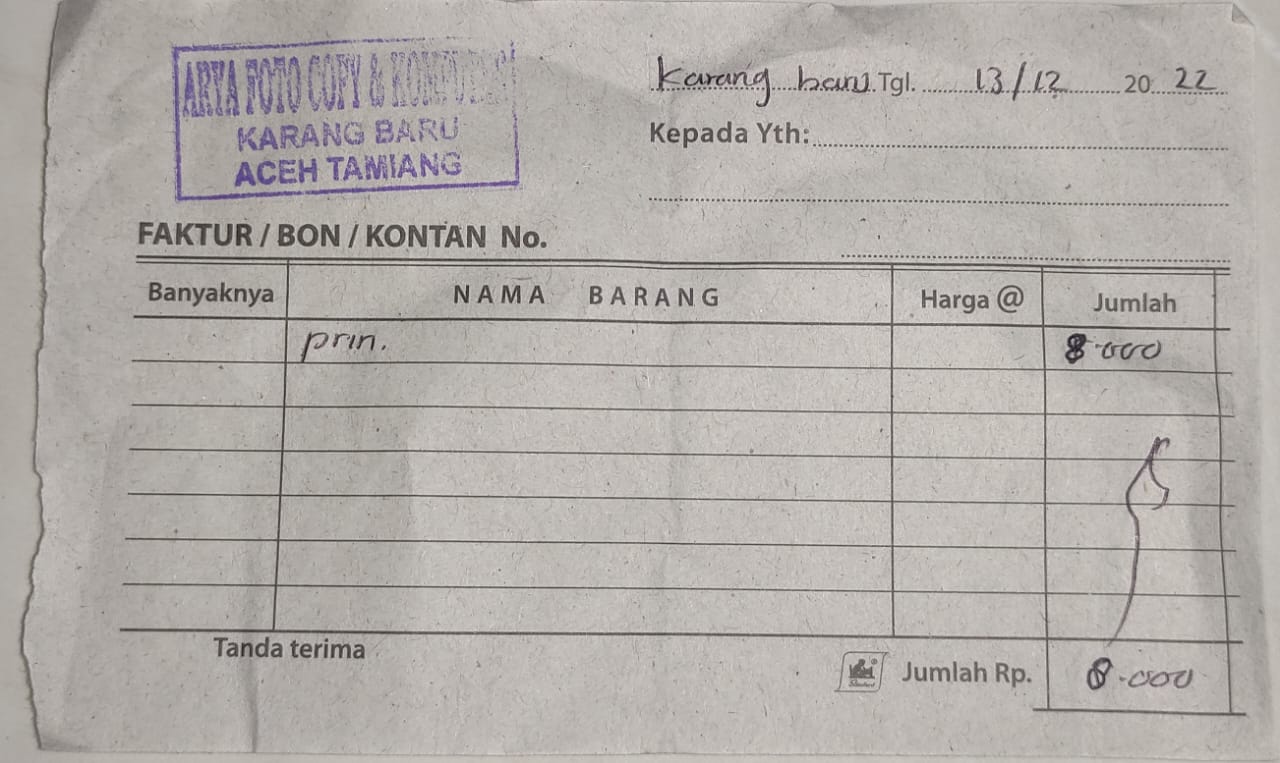 ARYA FOTO COPY & KOMPUTER
KARANG BARU
ACEH TAMIANG
Karang baru Tgl. 13/12 20 22
Kepada Yth:
FAKTUR / BON / KONTAN No.
Banyaknya NAMA BARANG Harga @ Jumlah
prin. 8.000
Tanda terima
Jumlah Rp. 8.000